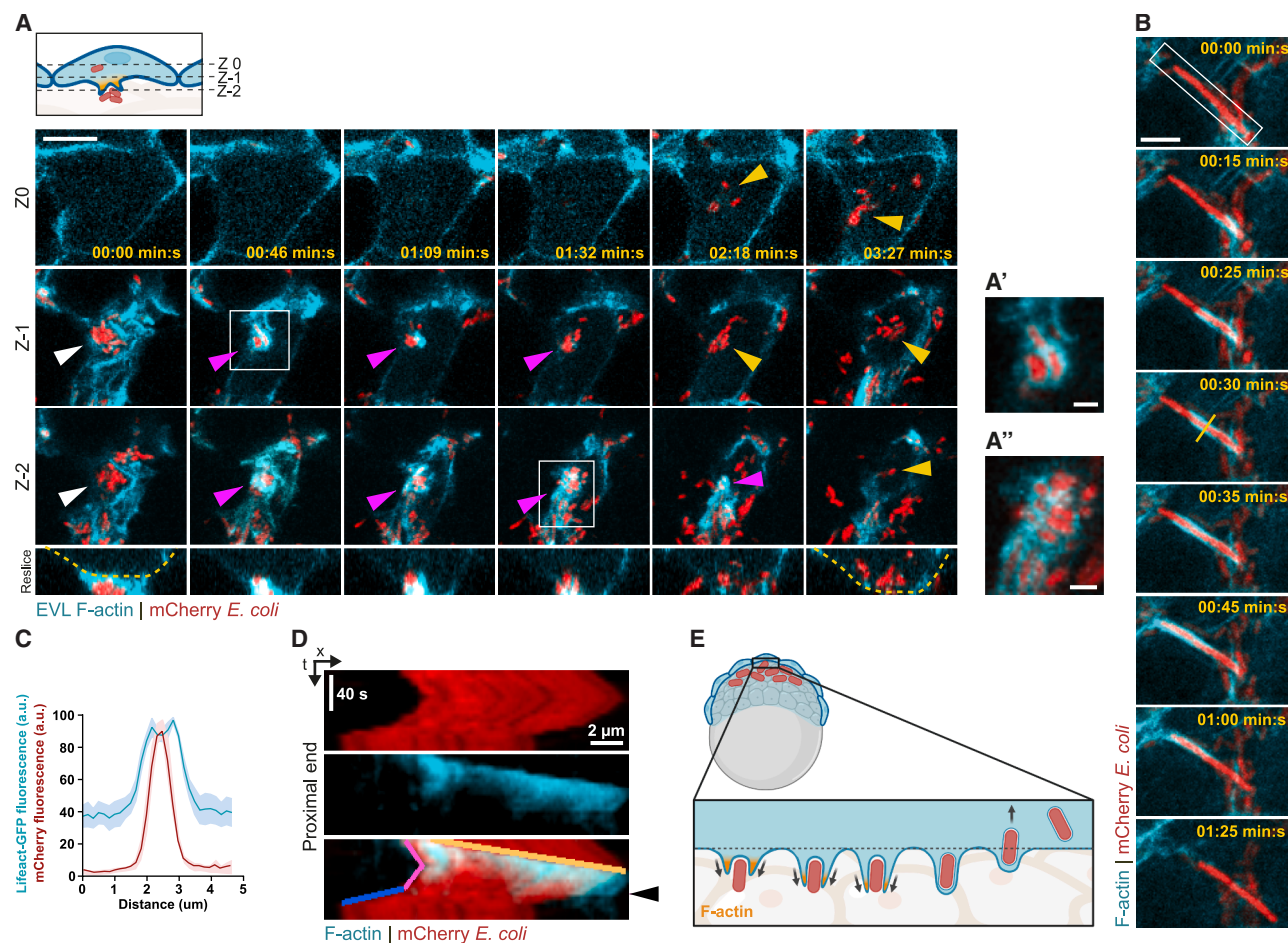 A
Z 0
Z-1
Z-2
Z0
00:00 min:s
00:46 min:s
01:09 min:s
01:32 min:s
02:18 min:s
03:27 min:s
Z-1
Z-2
Reslice
EVL F-actin | mCherry E. coli
A'
A"
B
00:00 min:s
00:15 min:s
00:25 min:s
00:30 min:s
00:35 min:s
00:45 min:s
01:00 min:s
01:25 min:s
F-actin | mCherry E. coli
C
Lifeact-GFP fluorescence (a.u.)
mCherry fluorescence (a.u.)
100
80
60
40
20
0
0 1 2 3 4 5
Distance (um)
D
x
t
40 s
2 µm
Proximal end
F-actin | mCherry E. coli
E
F-actin